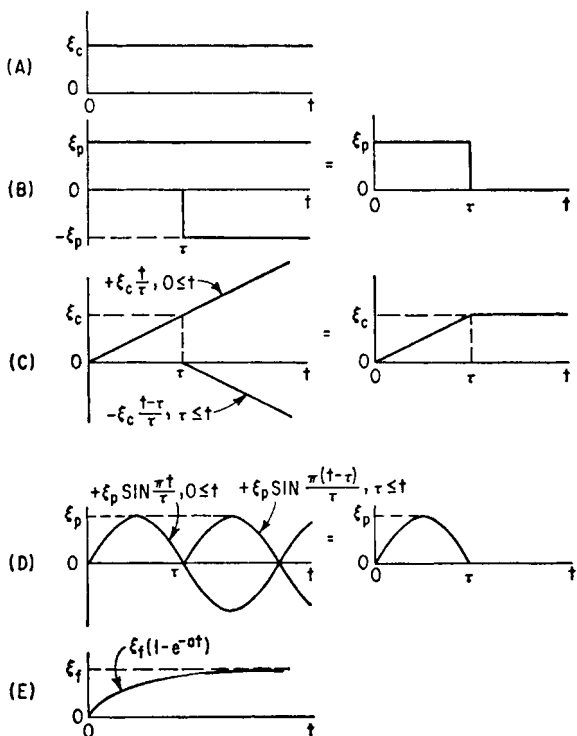 (A)
ξc
0
0
t
(B)
ξp
0
-ξp
τ
t
=
ξp
0
0
τ
t
(C)
+ξc t/τ, 0≤t
ξc
0
τ
-ξc (t-τ)/τ, τ≤t
=
ξc
0
0
τ
t
(D)
+ξp SIN πt/τ, 0≤t
+ξp SIN π(t-τ)/τ, τ≤t
ξp
0
τ
t
=
ξp
0
0
τ
t
(E)
ξf(1-e-at)
ξf
0
0
t